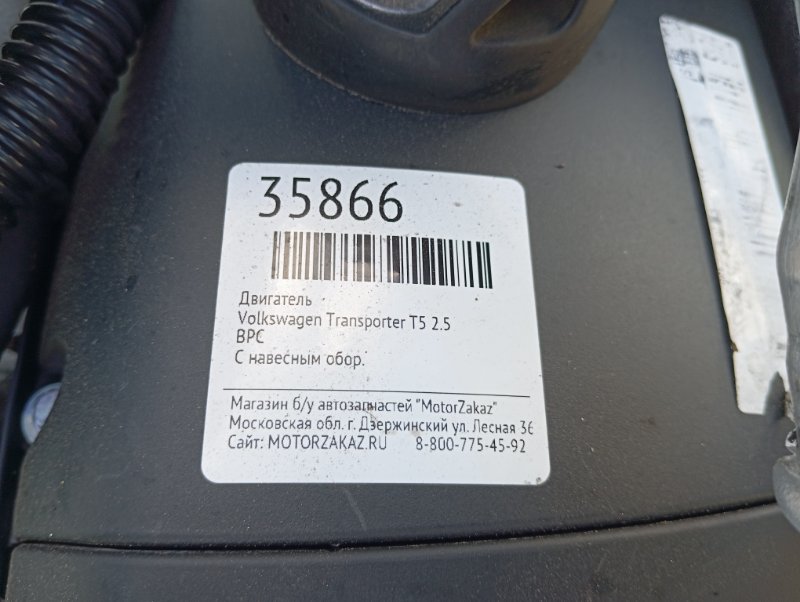 35866
Двигатель
Volkswagen Transporter T5 2.5
BPC
С навесным обор.
Магазин б/у автозапчастей "MotorZakaz"
Московская обл. г. Дзержинский ул. Лесная 36
Сайт: MOTORZAKAZ.RU 8-800-775-45-92